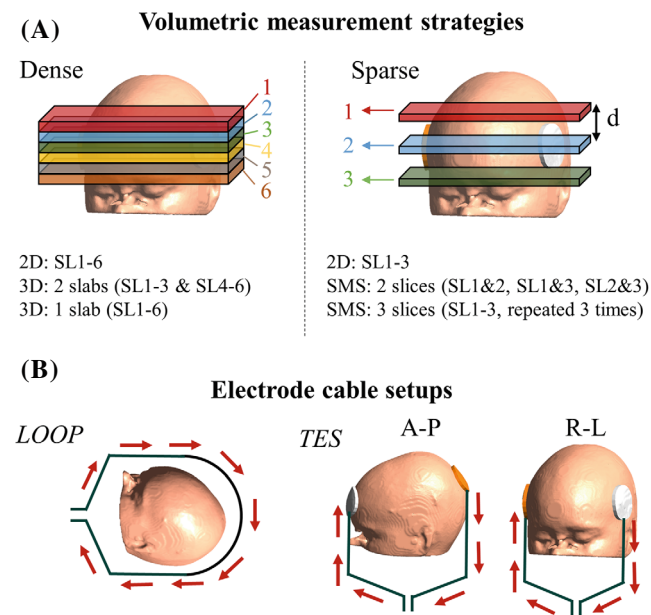 (A) Volumetric measurement strategies
Dense
1
2
3
4
5
6
2D: SL1-6
3D: 2 slabs (SL1-3 & SL4-6)
3D: 1 slab (SL1-6)
Sparse
1
2
3
d
2D: SL1-3
SMS: 2 slices (SL1&2, SL1&3, SL2&3)
SMS: 3 slices (SL1-3, repeated 3 times)
(B)
Electrode cable setups
LOOP
TES
A-P
R-L